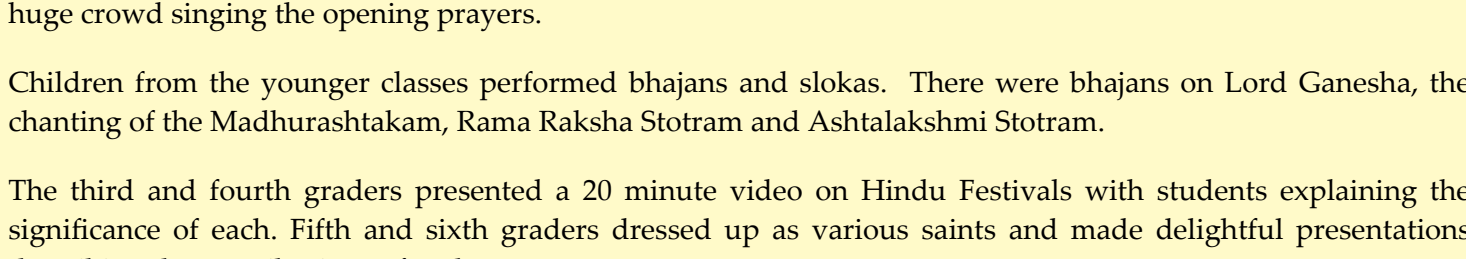 huge crowd singing the opening prayers.
Children from the younger classes performed bhajans and slokas. There were bhajans on Lord Ganesha, the
chanting of the Madhurashtakam, Rama Raksha Stotram and Ashtalakshmi Stotram.
The third and fourth graders presented a 20 minute video on Hindu Festivals with students explaining the
significance of each. Fifth and sixth graders dressed up as various saints and made delightful presentations